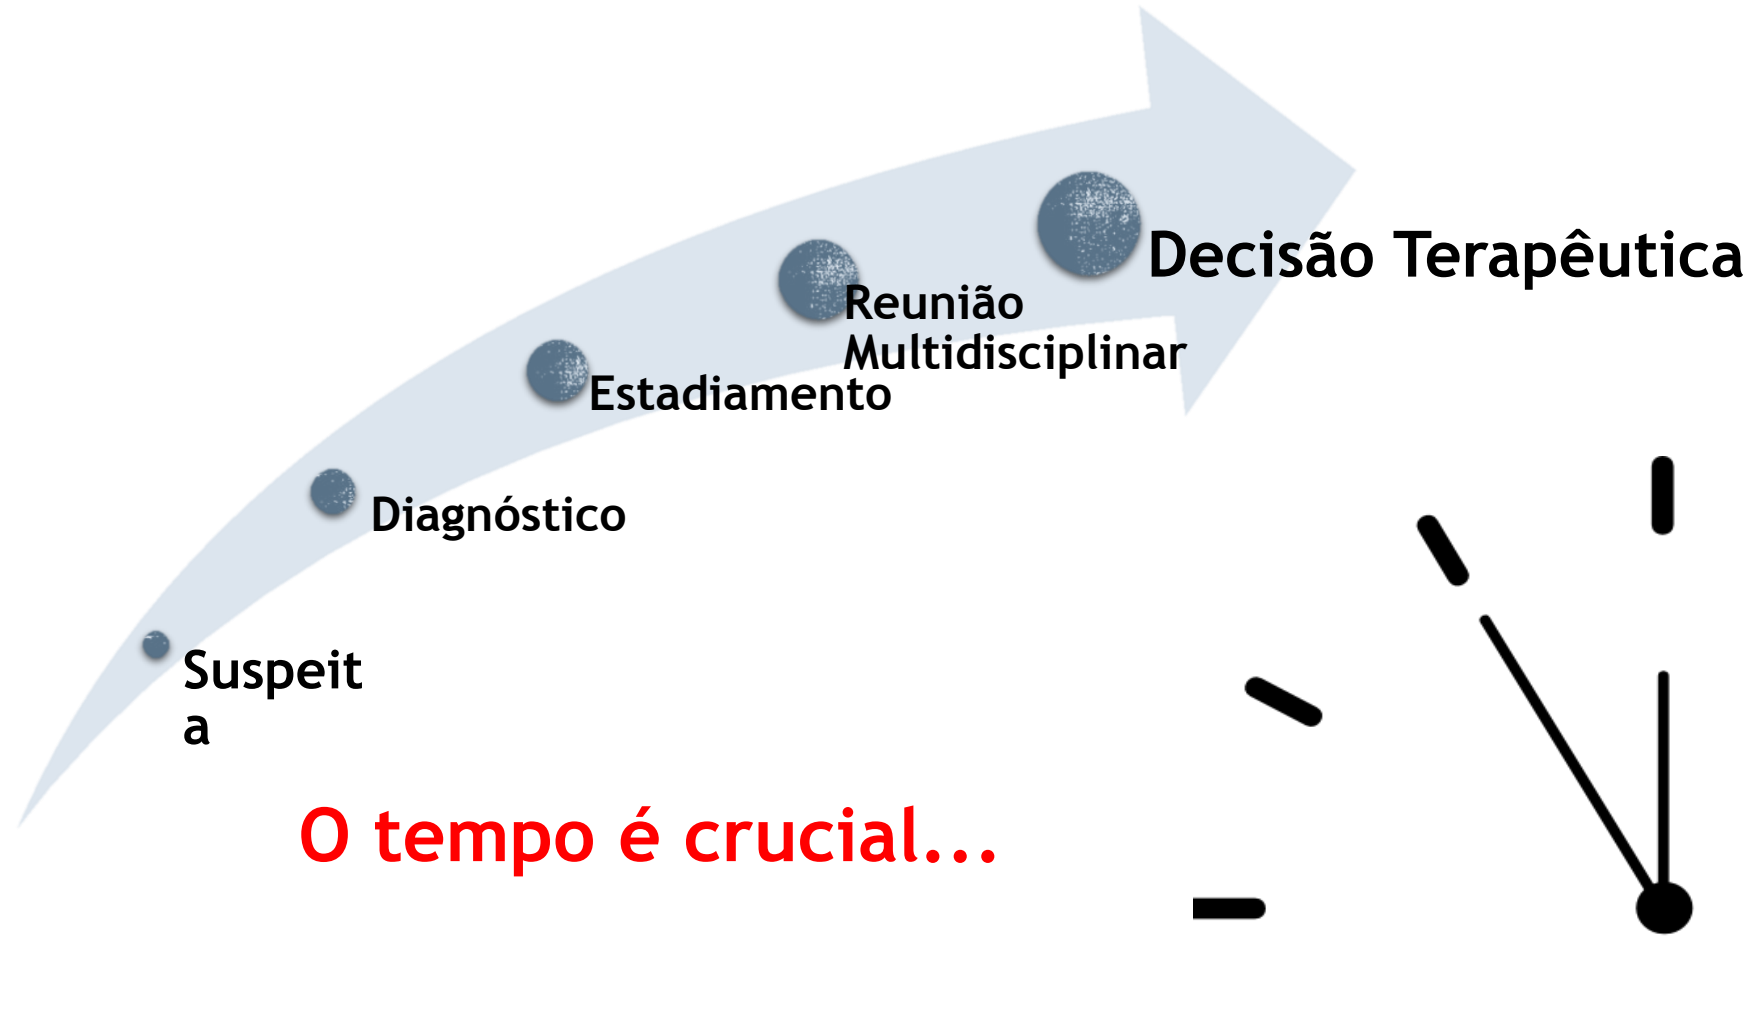 Decisão Terapêutica
Reunião
Multidisciplinar
Estadiamento
Diagnóstico
Suspeit
a
O tempo é crucial...